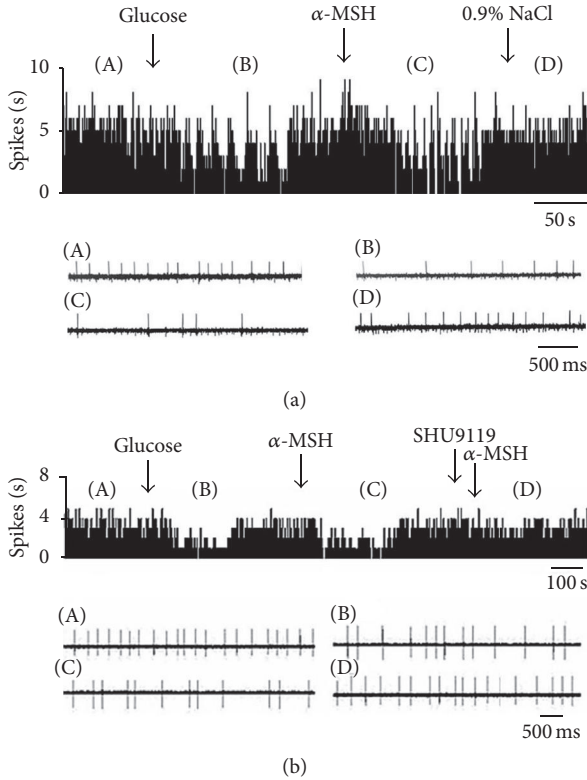 Glucose α-MSH 0.9% NaCl
(A) (B) (C) (D)
10
5
0
Spikes (s)
50 s
(A) (B)
(C) (D)
500 ms
(a)
SHU9119
Glucose α-MSH α-MSH
(A) (B) (C) (D)
8
4
0
Spikes (s)
100 s
(A) (B)
(C) (D)
500 ms
(b)